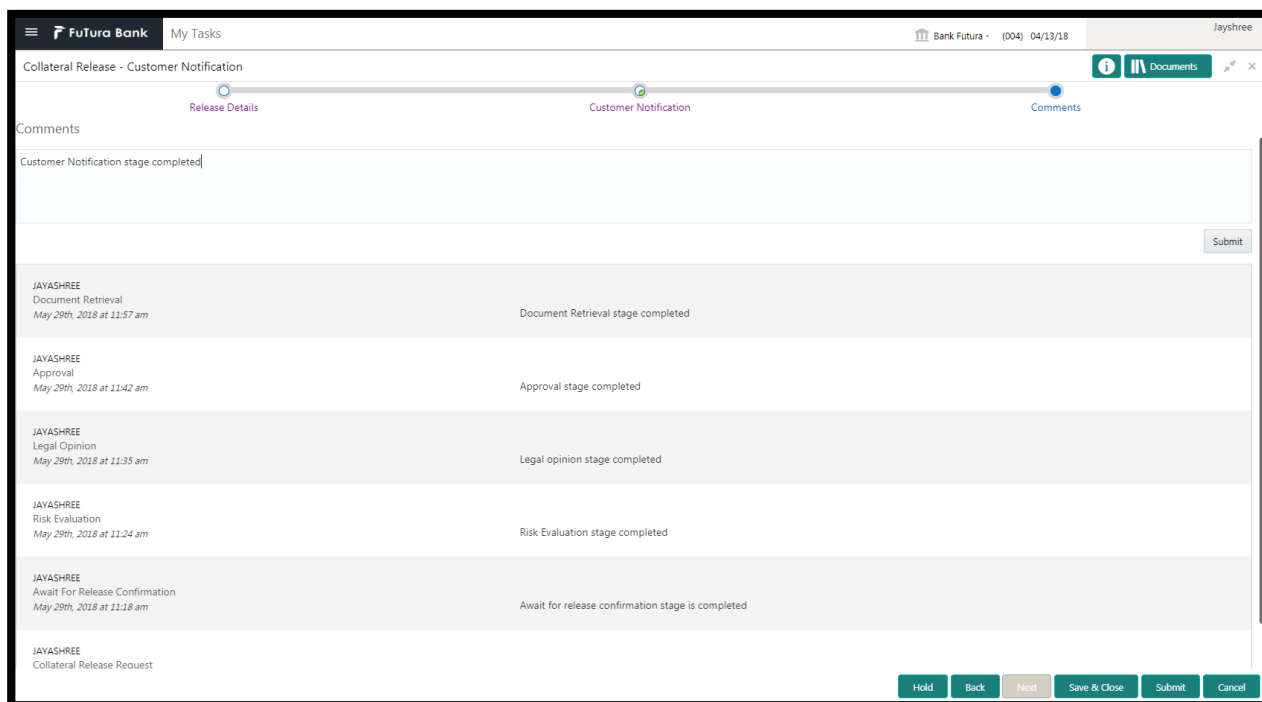 FuTura Bank
My Tasks
Bank Futura - (004) 04/13/18
Jayshree
Collateral Release - Customer Notification
i
Documents
Release Details
Customer Notification
Comments
Comments
Customer Notification stage completed
Submit
JAYASHREE
Document Retrieval
May 29th, 2018 at 11:57 am
Document Retrieval stage completed
JAYASHREE
Approval
May 29th, 2018 at 11:42 am
Approval stage completed
JAYASHREE
Legal Opinion
May 29th, 2018 at 11:35 am
Legal opinion stage completed
JAYASHREE
Risk Evaluation
May 29th, 2018 at 11:24 am
Risk Evaluation stage completed
JAYASHREE
Await For Release Confirmation
May 29th, 2018 at 11:18 am
Await for release confirmation stage is completed
JAYASHREE
Collateral Release Request
Hold
Back
Next
Save & Close
Submit
Cancel